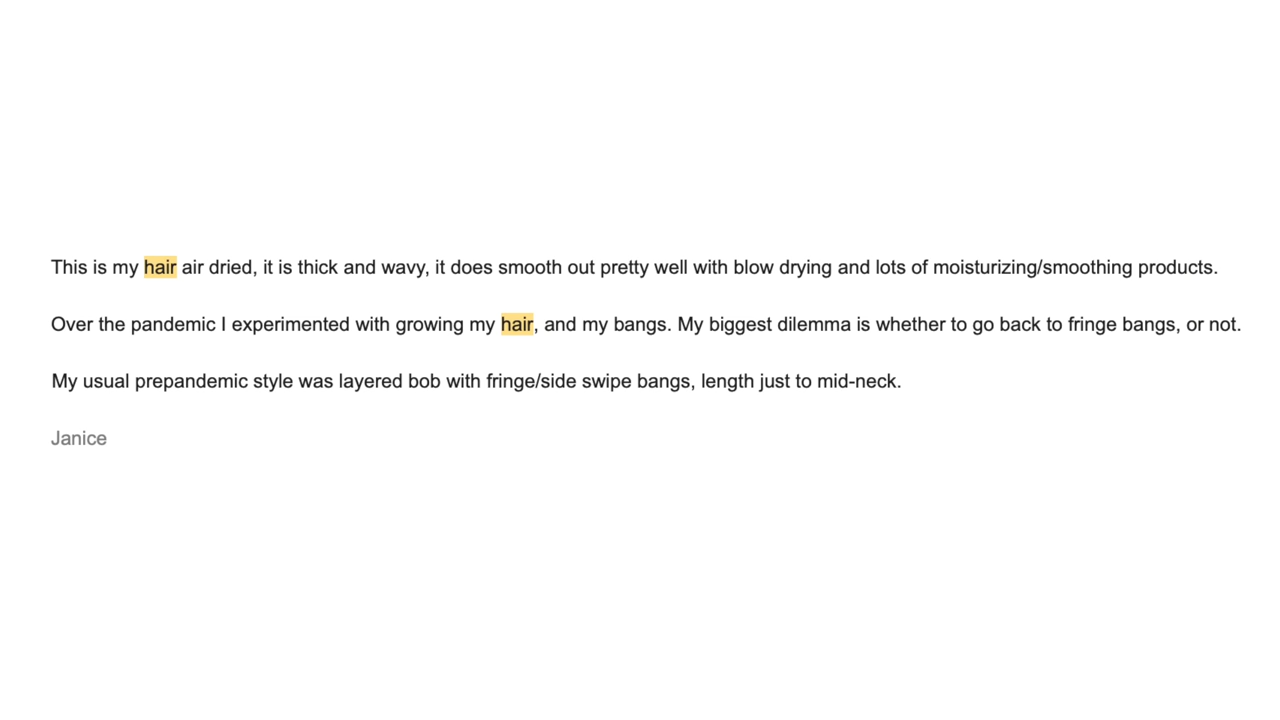 This is my hair air dried, it is thick and wavy, it does smooth out pretty well with blow drying and lots of moisturizing/smoothing products.
Over the pandemic I experimented with growing my hair, and my bangs. My biggest dilemma is whether to go back to fringe bangs, or not.
My usual prepandemic style was layered bob with fringe/side swipe bangs, length just to mid-neck.
Janice